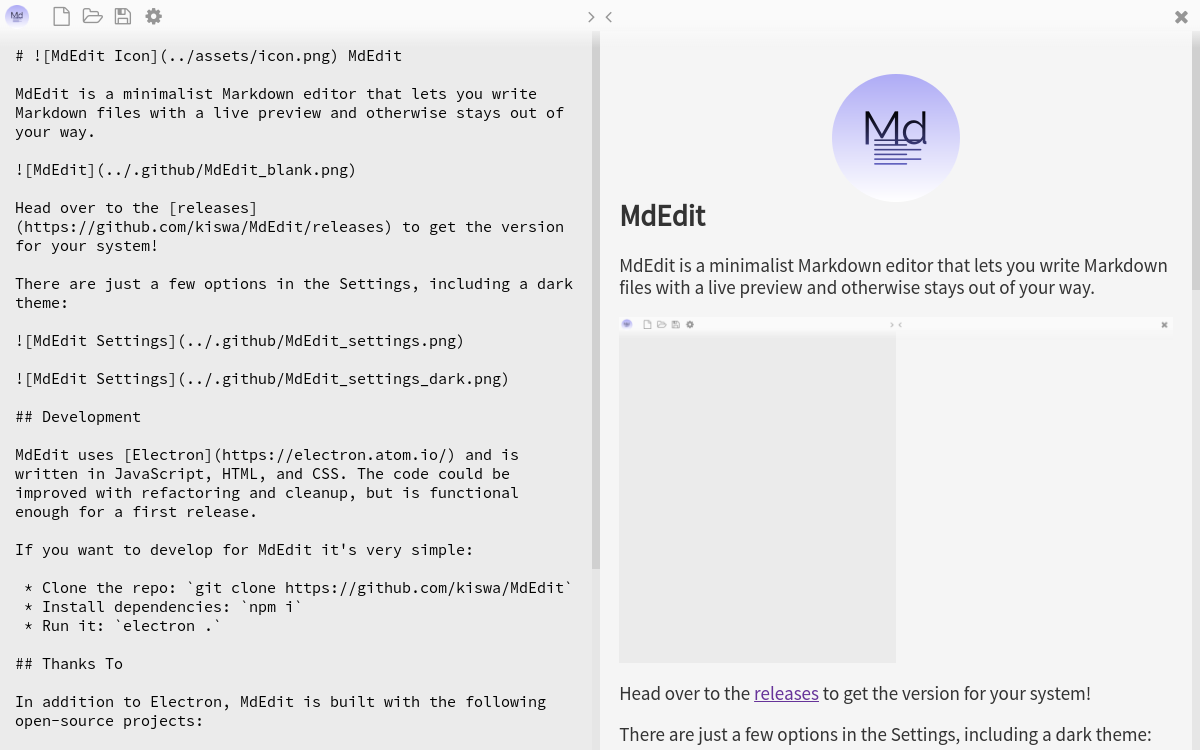 Md
# ![MdEdit Icon](../assets/icon.png) MdEdit
MdEdit is a minimalist Markdown editor that lets you write
Markdown files with a live preview and otherwise stays out of
your way.
![MdEdit](../.github/MdEdit_blank.png)
Head over to the [releases]
(https://github.com/kiswa/MdEdit/releases) to get the version
for your system!
There are just a few options in the Settings, including a dark
theme:
![MdEdit Settings](../.github/MdEdit_settings.png)
![MdEdit Settings](../.github/MdEdit_settings_dark.png)
## Development
MdEdit uses [Electron](https://electron.atom.io/) and is
written in JavaScript, HTML, and CSS. The code could be
improved with refactoring and cleanup, but is functional
enough for a first release.
If you want to develop for MdEdit it's very simple:
* Clone the repo: `git clone https://github.com/kiswa/MdEdit`
* Install dependencies: `npm i`
* Run it: `electron .`
## Thanks To
In addition to Electron, MdEdit is built with the following
open-source projects:
Md
MdEdit
MdEdit is a minimalist Markdown editor that lets you write Markdown
files with a live preview and otherwise stays out of your way.
Head over to the releases to get the version for your system!
There are just a few options in the Settings, including a dark theme: